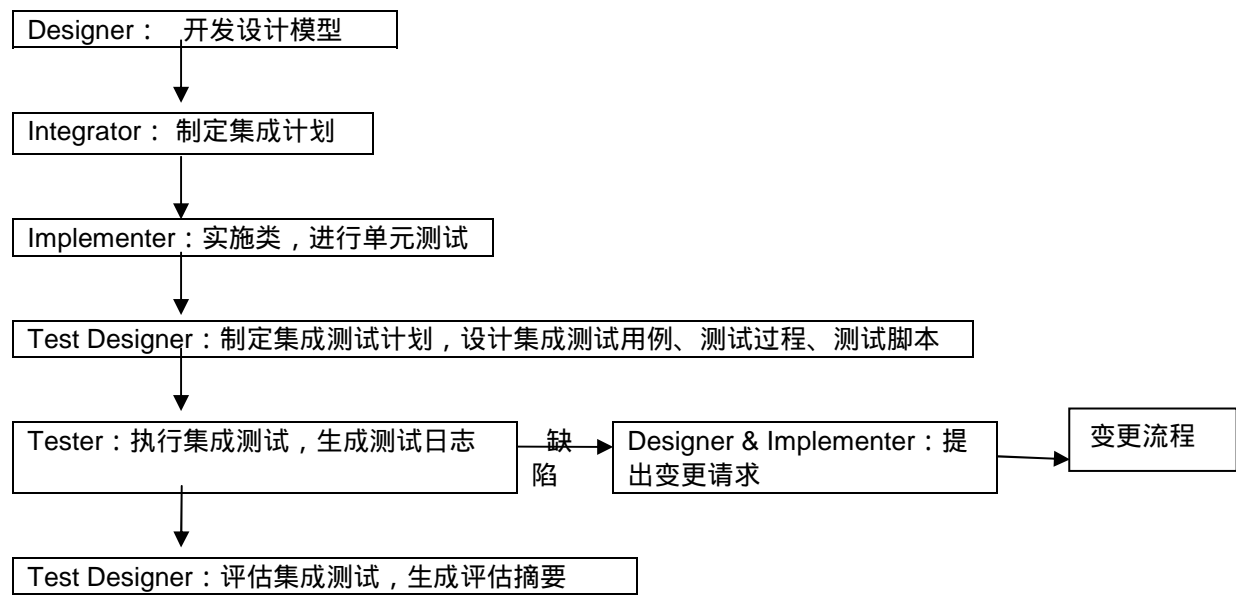 Designer： 开发设计模型
Integrator： 制定集成计划
Implementer：实施类，进行单元测试
Test Designer：制定集成测试计划，设计集成测试用例、测试过程、测试脚本
Tester：执行集成测试，生成测试日志
缺
陷
Designer & Implementer：提
出变更请求
变更流程
Test Designer：评估集成测试，生成评估摘要